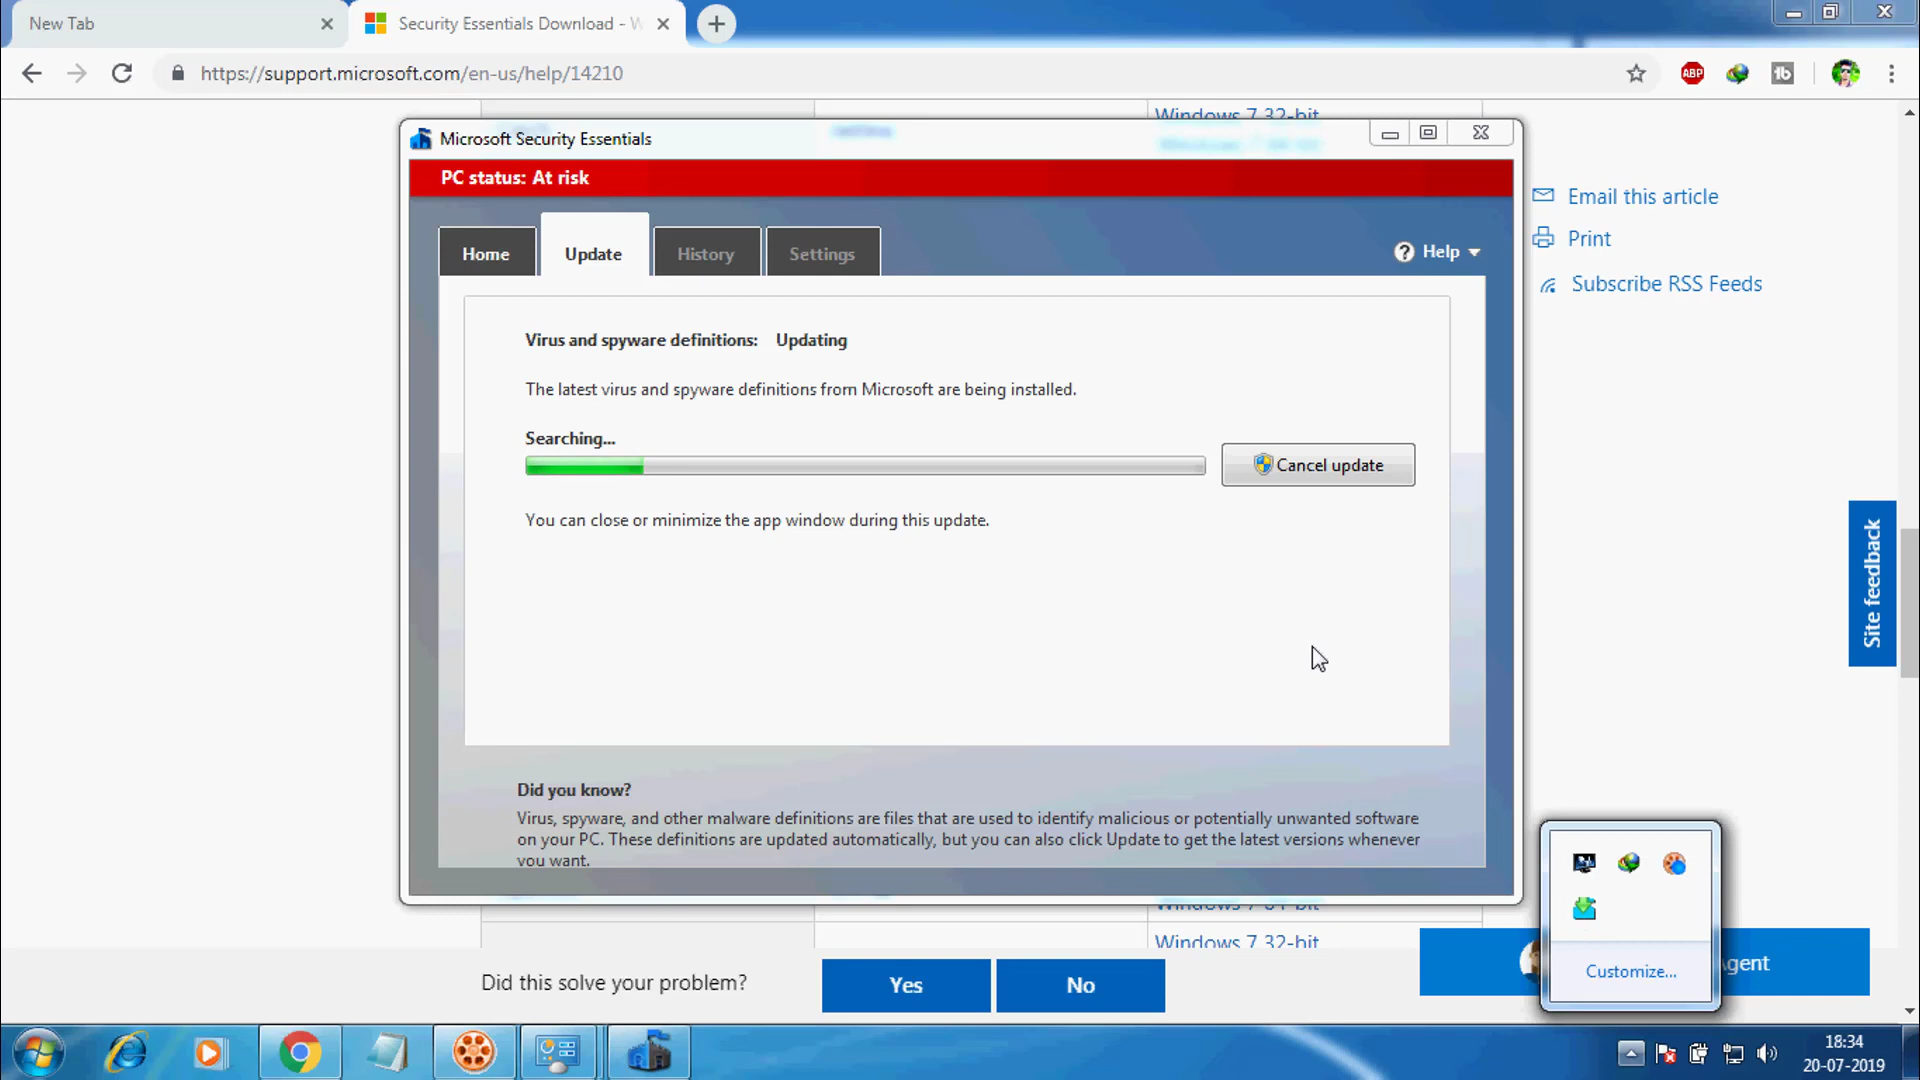 New Tab
Security Essentials Download - W
https://support.microsoft.com/en-us/help/14210
ABP
Windows 7 32-bit
Microsoft Security Essentials
PC status: At risk
Email this article
Print
Subscribe RSS Feeds
Home
Update
History
Settings
Help
Virus and spyware definitions: Updating
The latest virus and spyware definitions from Microsoft are being installed.
Searching...
Cancel update
You can close or minimize the app window during this update.
Site feedback
Did you know?
Virus, spyware, and other malware definitions are files that are used to identify malicious or potentially unwanted software
on your PC. These definitions are updated automatically, but you can also click Update to get the latest versions whenever
you want.
Windows 7 64-bit
Windows 7 32-bit
Did this solve your problem?
Yes
No
Agent
Customize...
18:34
20-07-2019